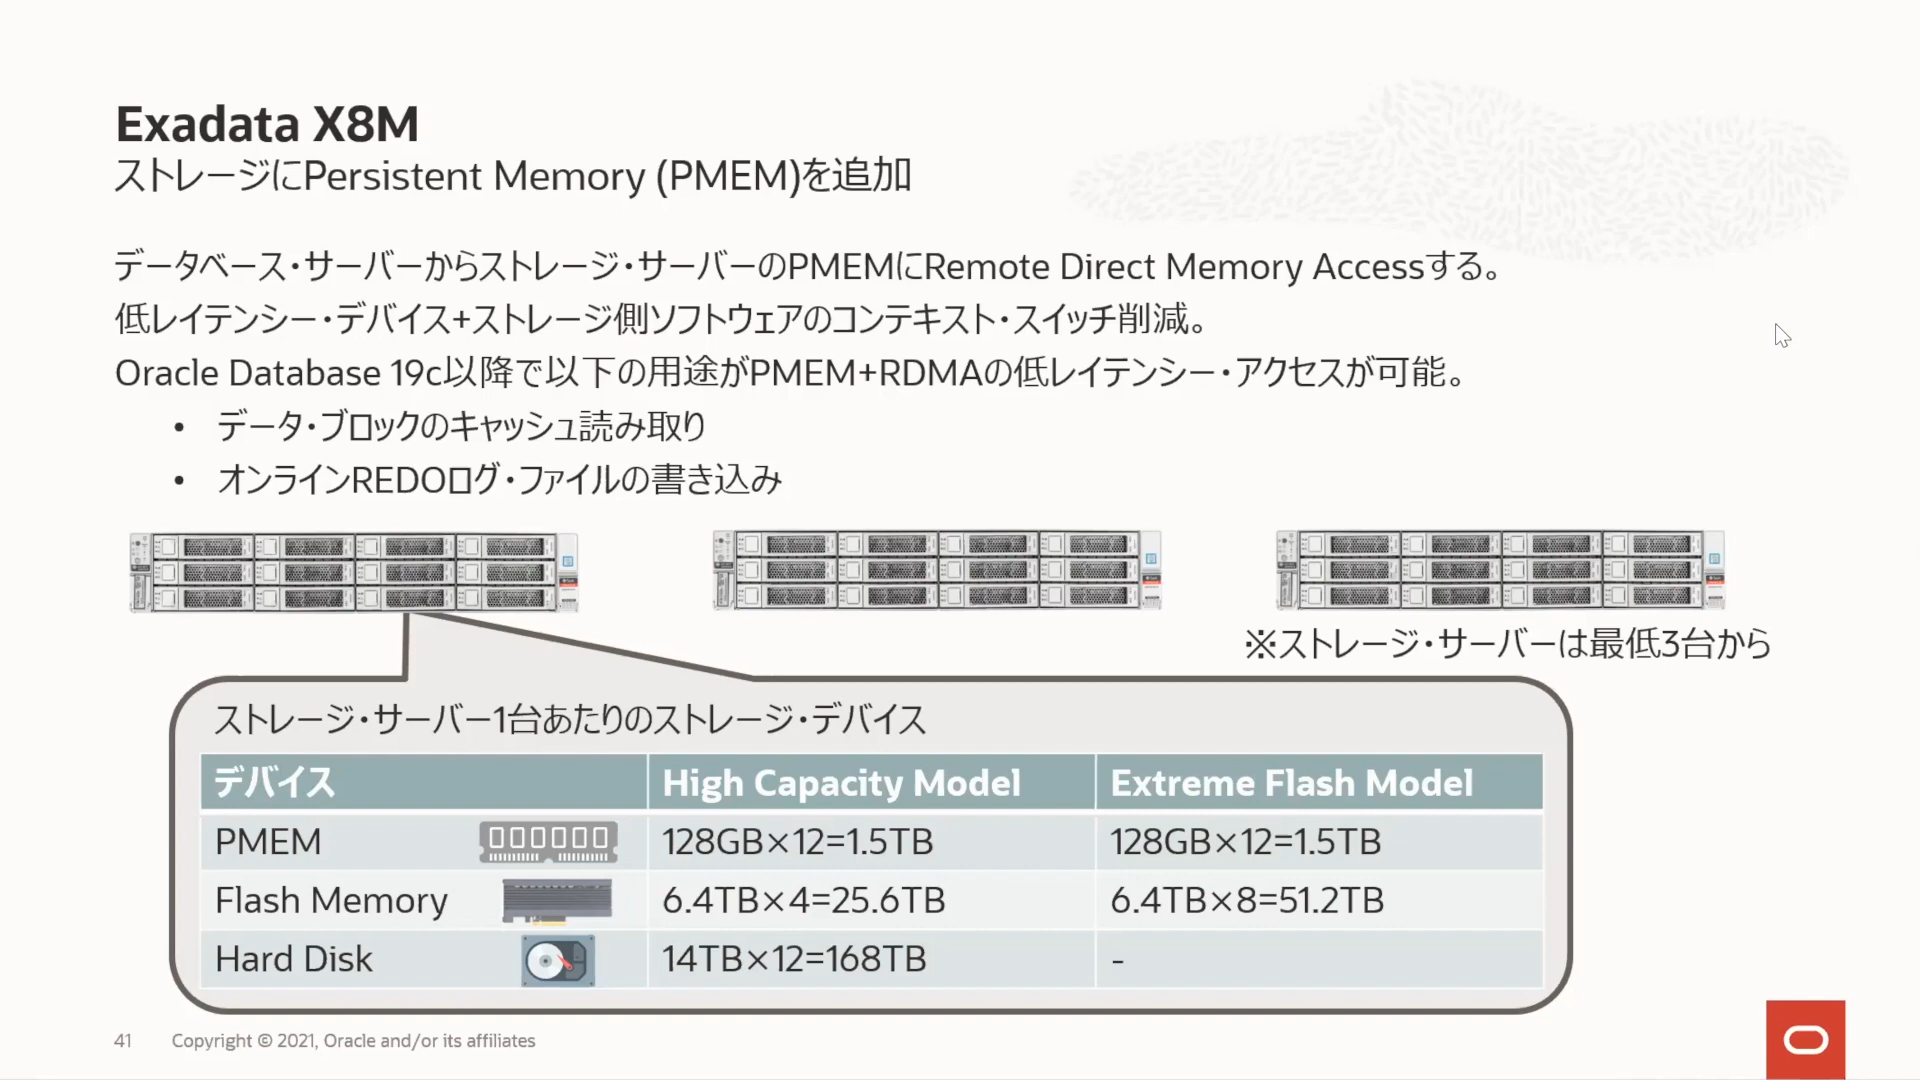 Exadata X8M
ストレージにPersistent Memory (PMEM)を追加
データベース・サーバーからストレージ・サーバーのPMEMにRemote Direct Memory Accessする。
低レイテンシー・デバイス+ストレージ側ソフトウェアのコンテキスト・スイッチ削減。
Oracle Database 19c以降で以下の用途がPMEM+RDMAの低レイテンシー・アクセスが可能。
• データ・ブロックのキャッシュ読み取り
• オンラインREDOログ・ファイルの書き込み
※ストレージ・サーバーは最低3台から
ストレージ・サーバー1台あたりのストレージ・デバイス
デバイス High Capacity Model Extreme Flash Model
PMEM 128GB×12=1.5TB 128GB×12=1.5TB
Flash Memory 6.4TB×4=25.6TB 6.4TB×8=51.2TB
Hard Disk 14TB×12=168TB -
41 Copyright © 2021, Oracle and/or its affiliates